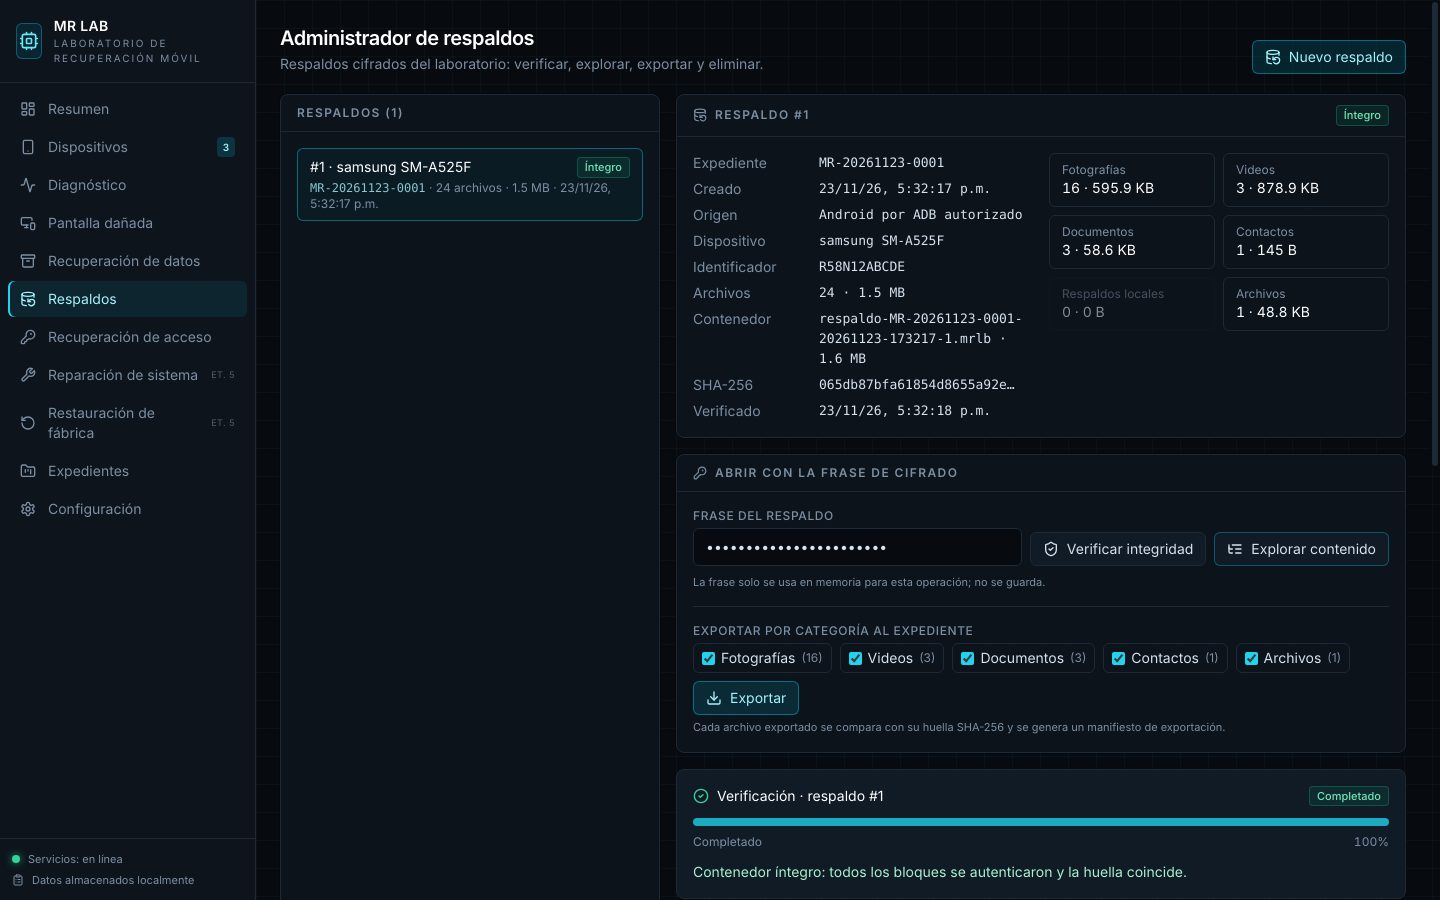 MR LAB
LABORATORIO DE
RECUPERACIÓN MÓVIL
Resumen
Dispositivos 3
Diagnóstico
Pantalla dañada
Recuperación de datos
Respaldos
Recuperación de acceso
Reparación de sistema ET. 5
Restauración de
fábrica ET. 5
Expedientes
Configuración
Servicios: en línea
Datos almacenados localmente
Administrador de respaldos
Respaldos cifrados del laboratorio: verificar, explorar, exportar y eliminar.
Nuevo respaldo
RESPALDOS (1)
#1 · samsung SM-A525F Íntegro
MR-20261123-0001 · 24 archivos · 1.5 MB · 23/11/26,
5:32:17 p.m.
RESPALDO #1 Íntegro
Expediente MR-20261123-0001
Creado 23/11/26, 5:32:17 p.m.
Origen Android por ADB autorizado
Dispositivo samsung SM-A525F
Identificador R58N12ABCDE
Archivos 24 · 1.5 MB
Contenedor respaldo-MR-20261123-0001-
20261123-173217-1.mrlb ·
1.6 MB
SHA-256 065db87bfa61854d8655a92e…
Verificado 23/11/26, 5:32:18 p.m.
Fotografías
16 · 595.9 KB
Videos
3 · 878.9 KB
Documentos
3 · 58.6 KB
Contactos
1 · 145 B
Respaldos locales
0 · 0 B
Archivos
1 · 48.8 KB
ABRIR CON LA FRASE DE CIFRADO
FRASE DEL RESPALDO
•••••••••••••••••••••••
Verificar integridad
Explorar contenido
La frase solo se usa en memoria para esta operación; no se guarda.
EXPORTAR POR CATEGORÍA AL EXPEDIENTE
Fotografías (16) Videos (3) Documentos (3) Contactos (1) Archivos (1)
Exportar
Cada archivo exportado se compara con su huella SHA-256 y se genera un manifiesto de exportación.
Verificación · respaldo #1 Completado
Completado 100%
Contenedor íntegro: todos los bloques se autenticaron y la huella coincide.